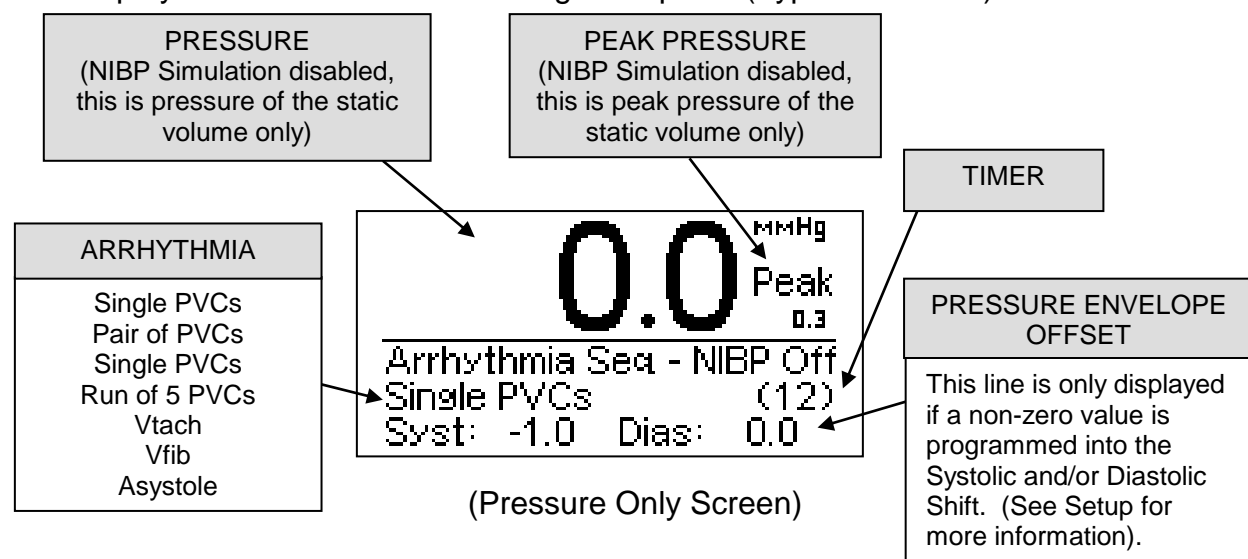 PRESSURE
(NIBP Simulation disabled,
this is pressure of the static
volume only)
PEAK PRESSURE
(NIBP Simulation disabled,
this is peak pressure of the
static volume only)
TIMER
ARRHYTHMIA
Single PVCs
Pair of PVCs
Single PVCs
Run of 5 PVCs
Vtach
Vfib
Asystole
0.0 MMHg
Peak
0.3
Arrhythmia Seq - NIBP Off
Single PVCs (12)
Syst: -1.0 Dias: 0.0
(Pressure Only Screen)
PRESSURE ENVELOPE
OFFSET
This line is only displayed
if a non-zero value is
programmed into the
Systolic and/or Diastolic
Shift. (See Setup for
more information).